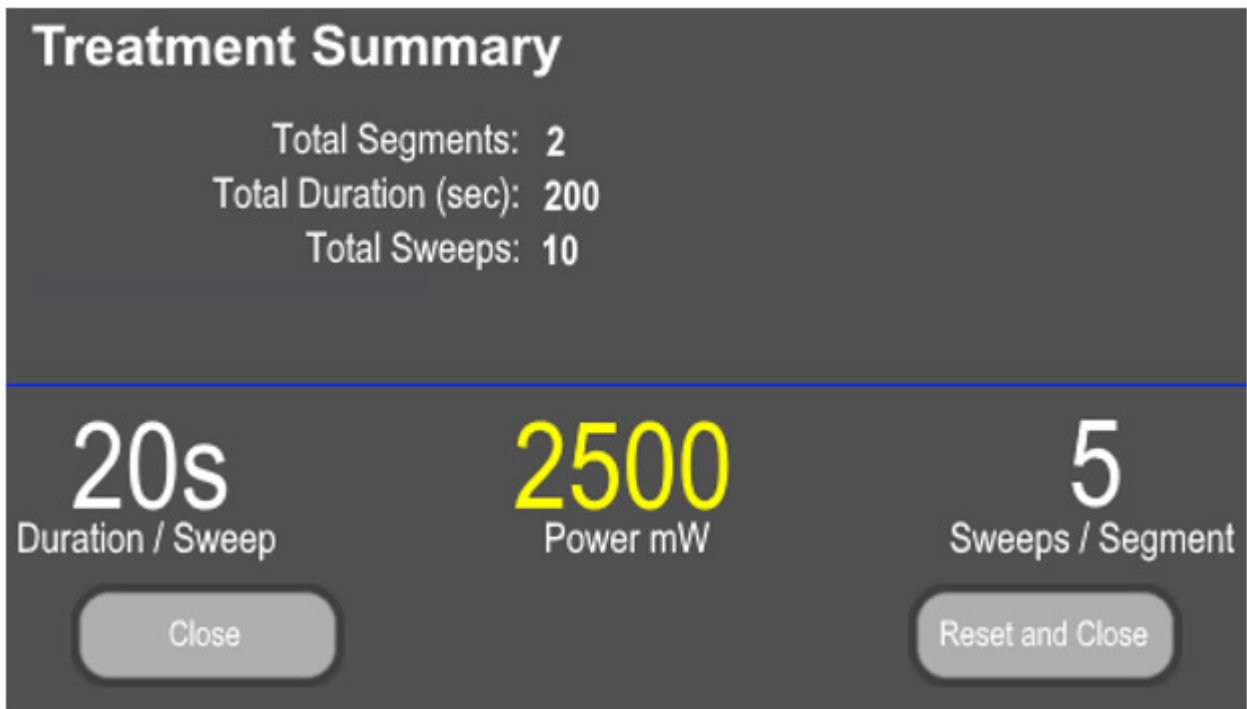 Treatment Summary
Total Segments: 2
Total Duration (sec): 200
Total Sweeps: 10
20s
Duration / Sweep
2500
Power mW
5
Sweeps / Segment
Close
Reset and Close